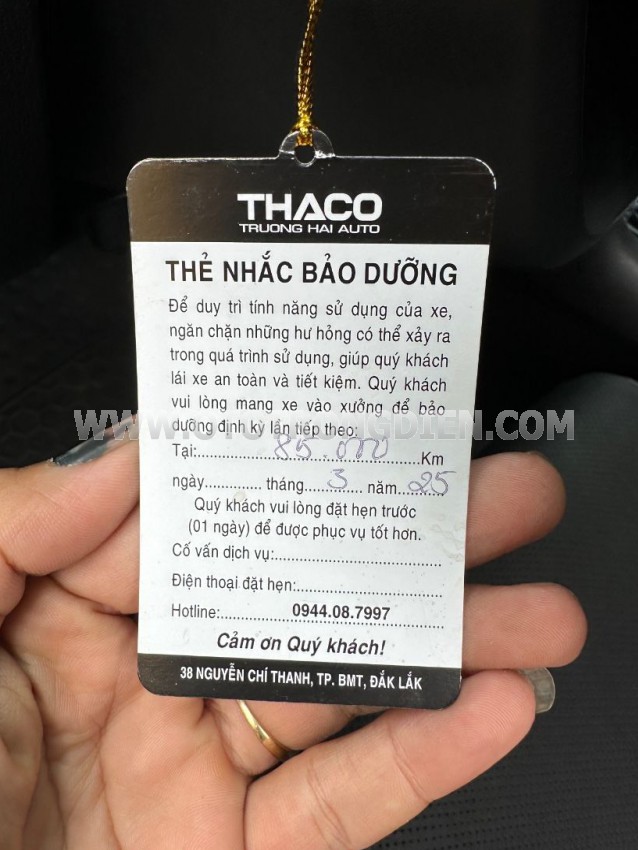 THACO
TRUONG HAI AUTO
THẺ NHẮC BẢO DƯỠNG
Để duy trì tính năng sử dụng của xe,
ngăn chặn những hư hỏng có thể xảy ra
trong quá trình sử dụng, giúp quý khách
lái xe an toàn và tiết kiệm. Quý khách
vui lòng mang xe vào xưởng để bảo
dưỡng định kỳ lần tiếp theo:
Tại:...............85.000...............Km
ngày............... tháng...3... năm...25
Quý khách vui lòng đặt hẹn trước
(01 ngày) để được phục vụ tốt hơn.
Cố vấn dịch vụ:..............................
Điện thoại đặt hẹn:..........................
Hotline:...............0944.08.7997
Cảm ơn Quý khách!
38 NGUYỄN CHÍ THANH, TP. BMT, ĐẮK LẮK